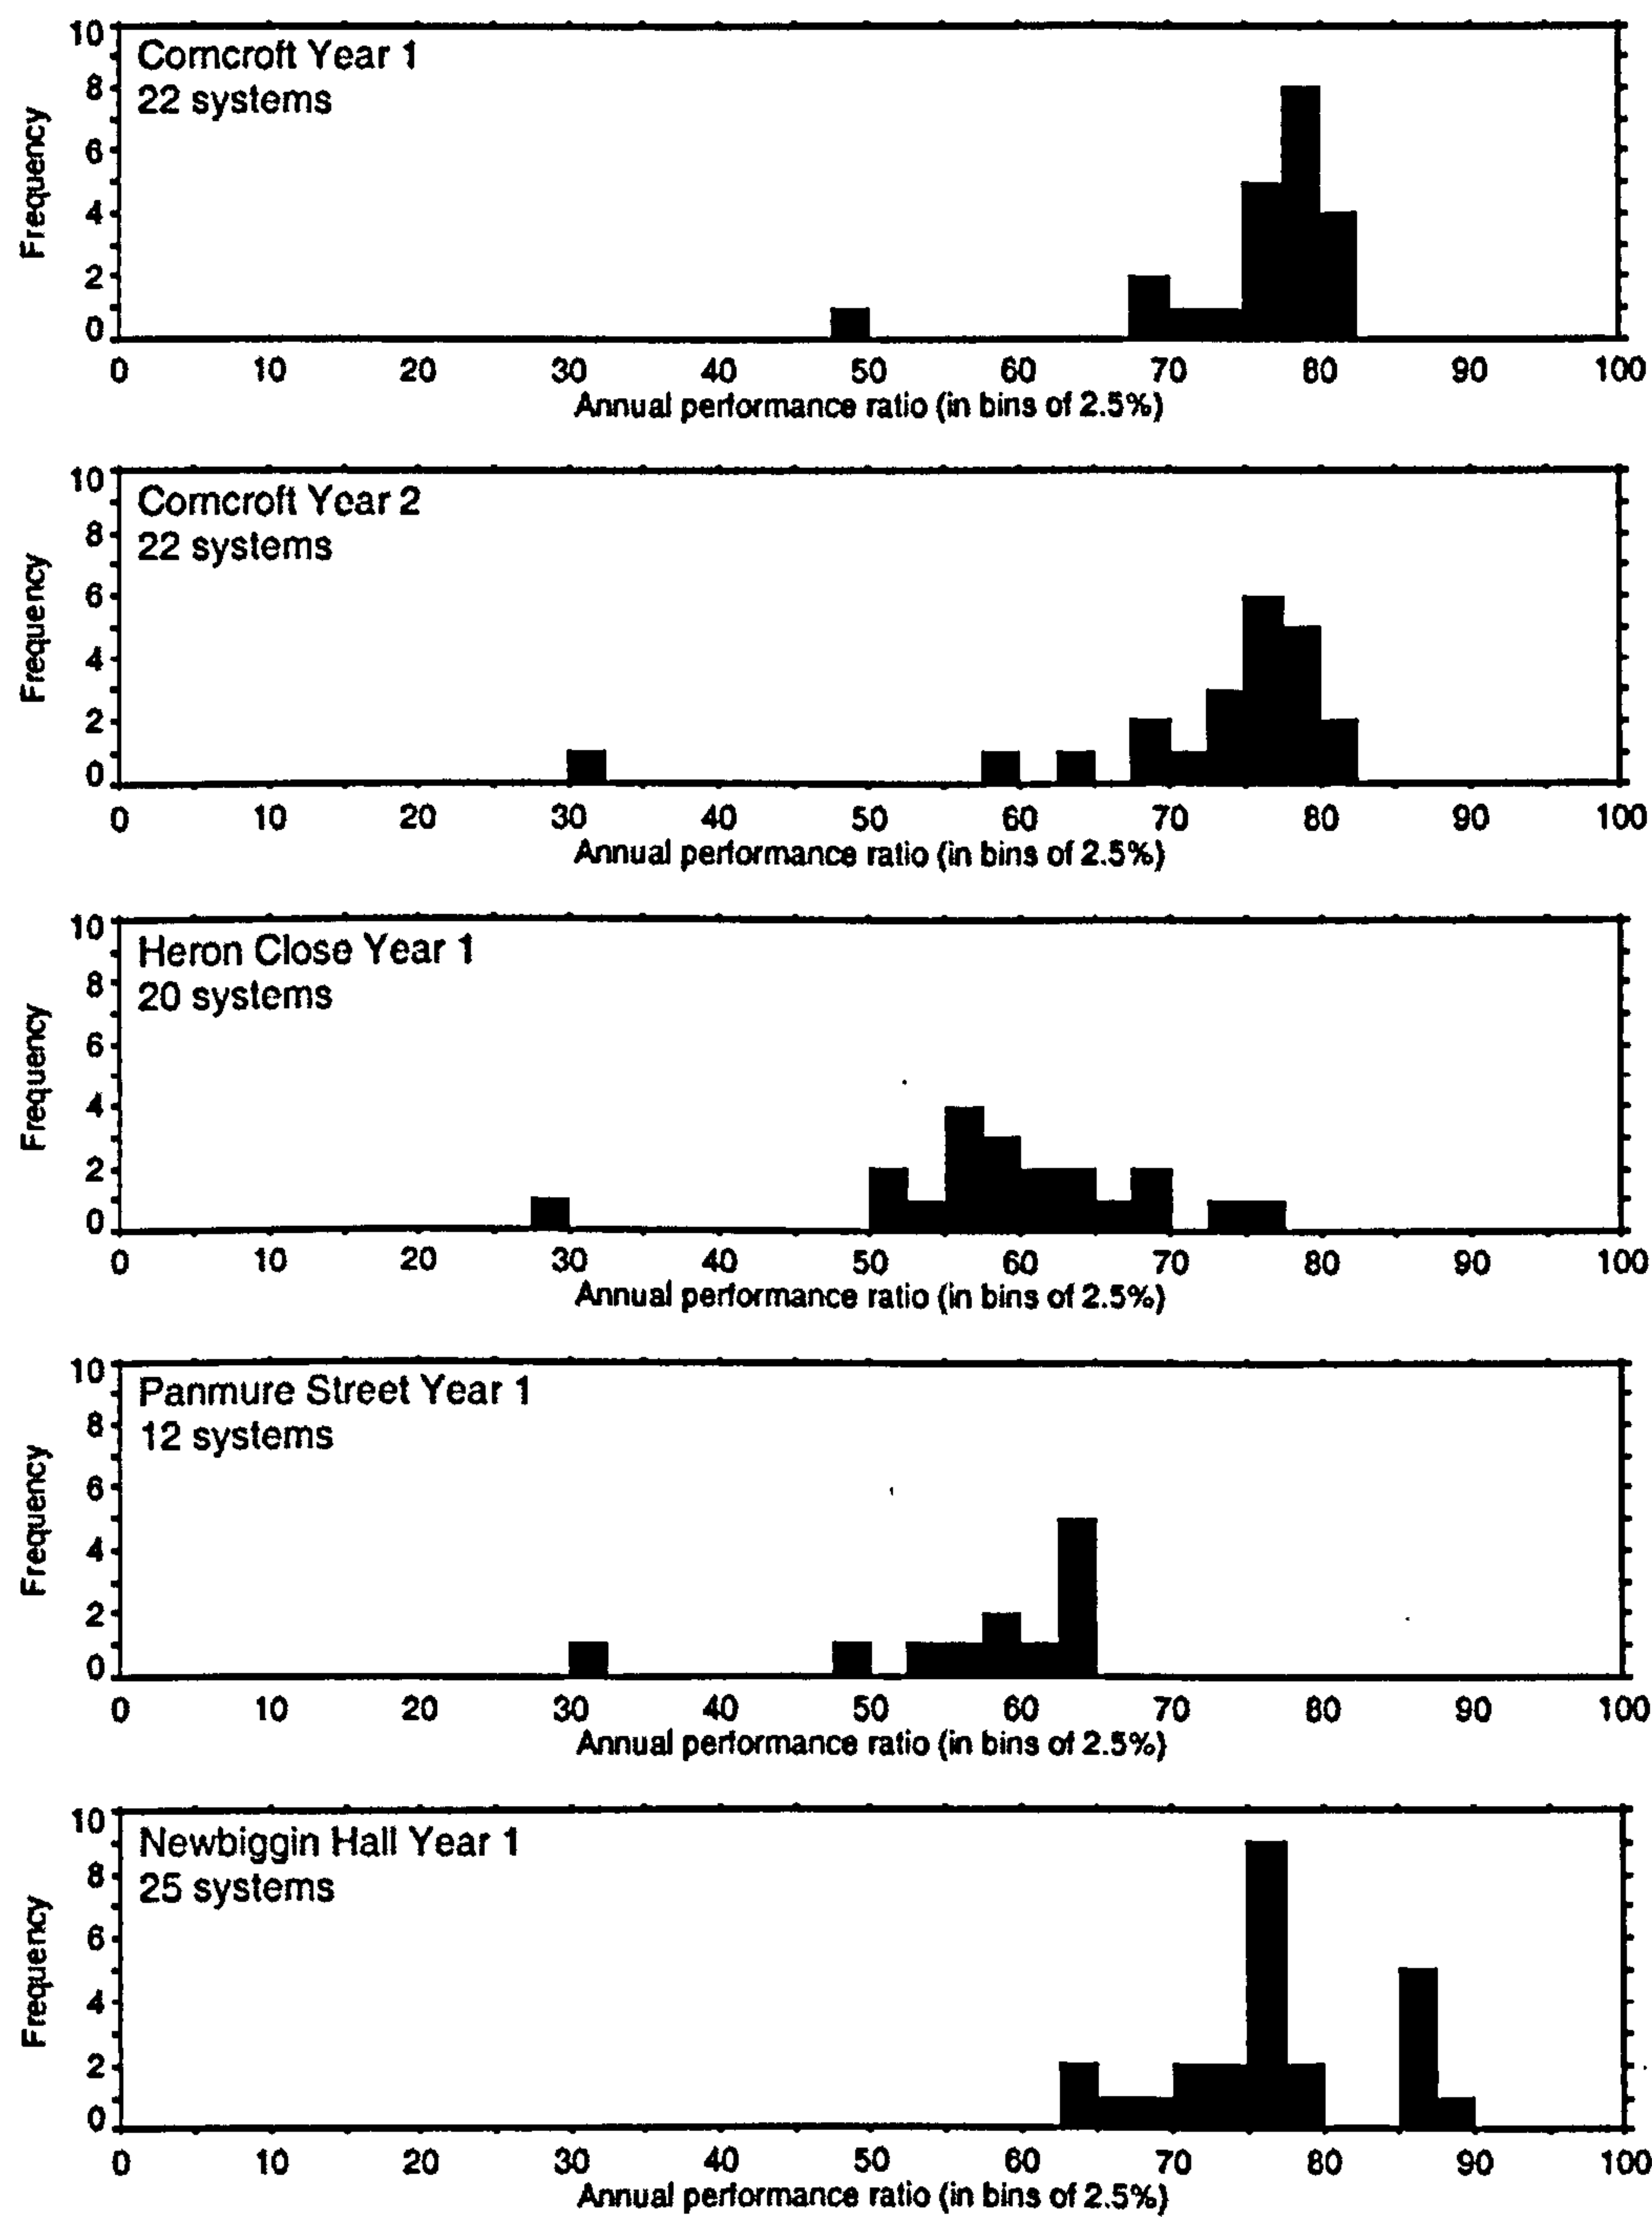 10
Corncroft Year 1
22 systems
8
6
4
2
0
Frequency
0 10 20 30 40 50 60 70 80 90 100
Annual performance ratio (in bins of 2.5%)
10
Corncroft Year 2
22 systems
8
6
4
2
0
Frequency
0 10 20 30 40 50 60 70 80 90 100
Annual performance ratio (in bins of 2.5%)
10
Heron Close Year 1
20 systems
8
6
4
2
0
Frequency
0 10 20 30 40 50 60 70 80 90 100
Annual performance ratio (in bins of 2.5%)
10
Panmure Street Year 1
12 systems
8
6
4
2
0
Frequency
0 10 20 30 40 50 60 70 80 90 100
Annual performance ratio (in bins of 2.5%)
10
Newbiggin Hall Year 1
25 systems
8
6
4
2
0
Frequency
0 10 20 30 40 50 60 70 80 90 100
Annual performance ratio (in bins of 2.5%)